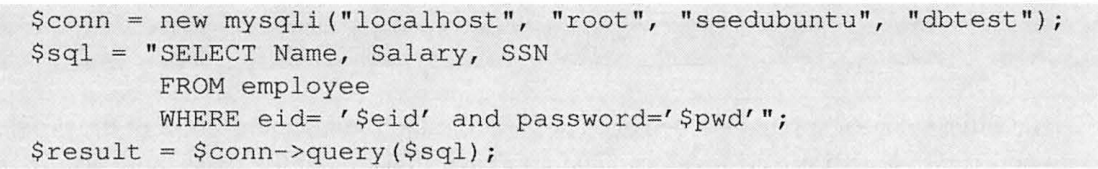 $conn = new mysqli("localhost", "root", "seedubuntu", "dbtest");
$sql = "SELECT Name, Salary, SSN
FROM employee
WHERE eid= '$eid' and password='$pwd'";
$result = $conn->query($sql);